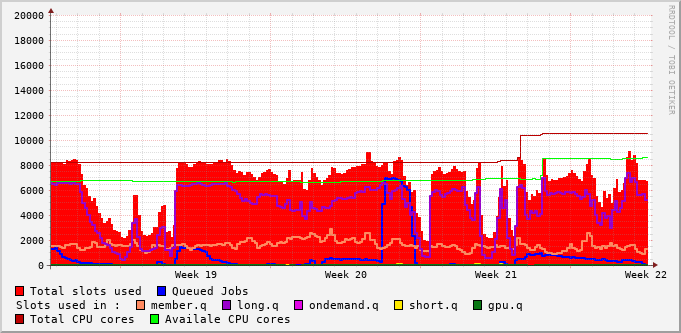 20000
18000
16000
14000
12000
10000
8000
6000
4000
2000
0
Week 19 Week 20 Week 21 Week 22
Total slots used Queued Jobs
Slots used in : member.q long.q ondemand.q short.q gpu.q
Total CPU cores Availale CPU cores
RRDTOOL / TOBI OETIKER